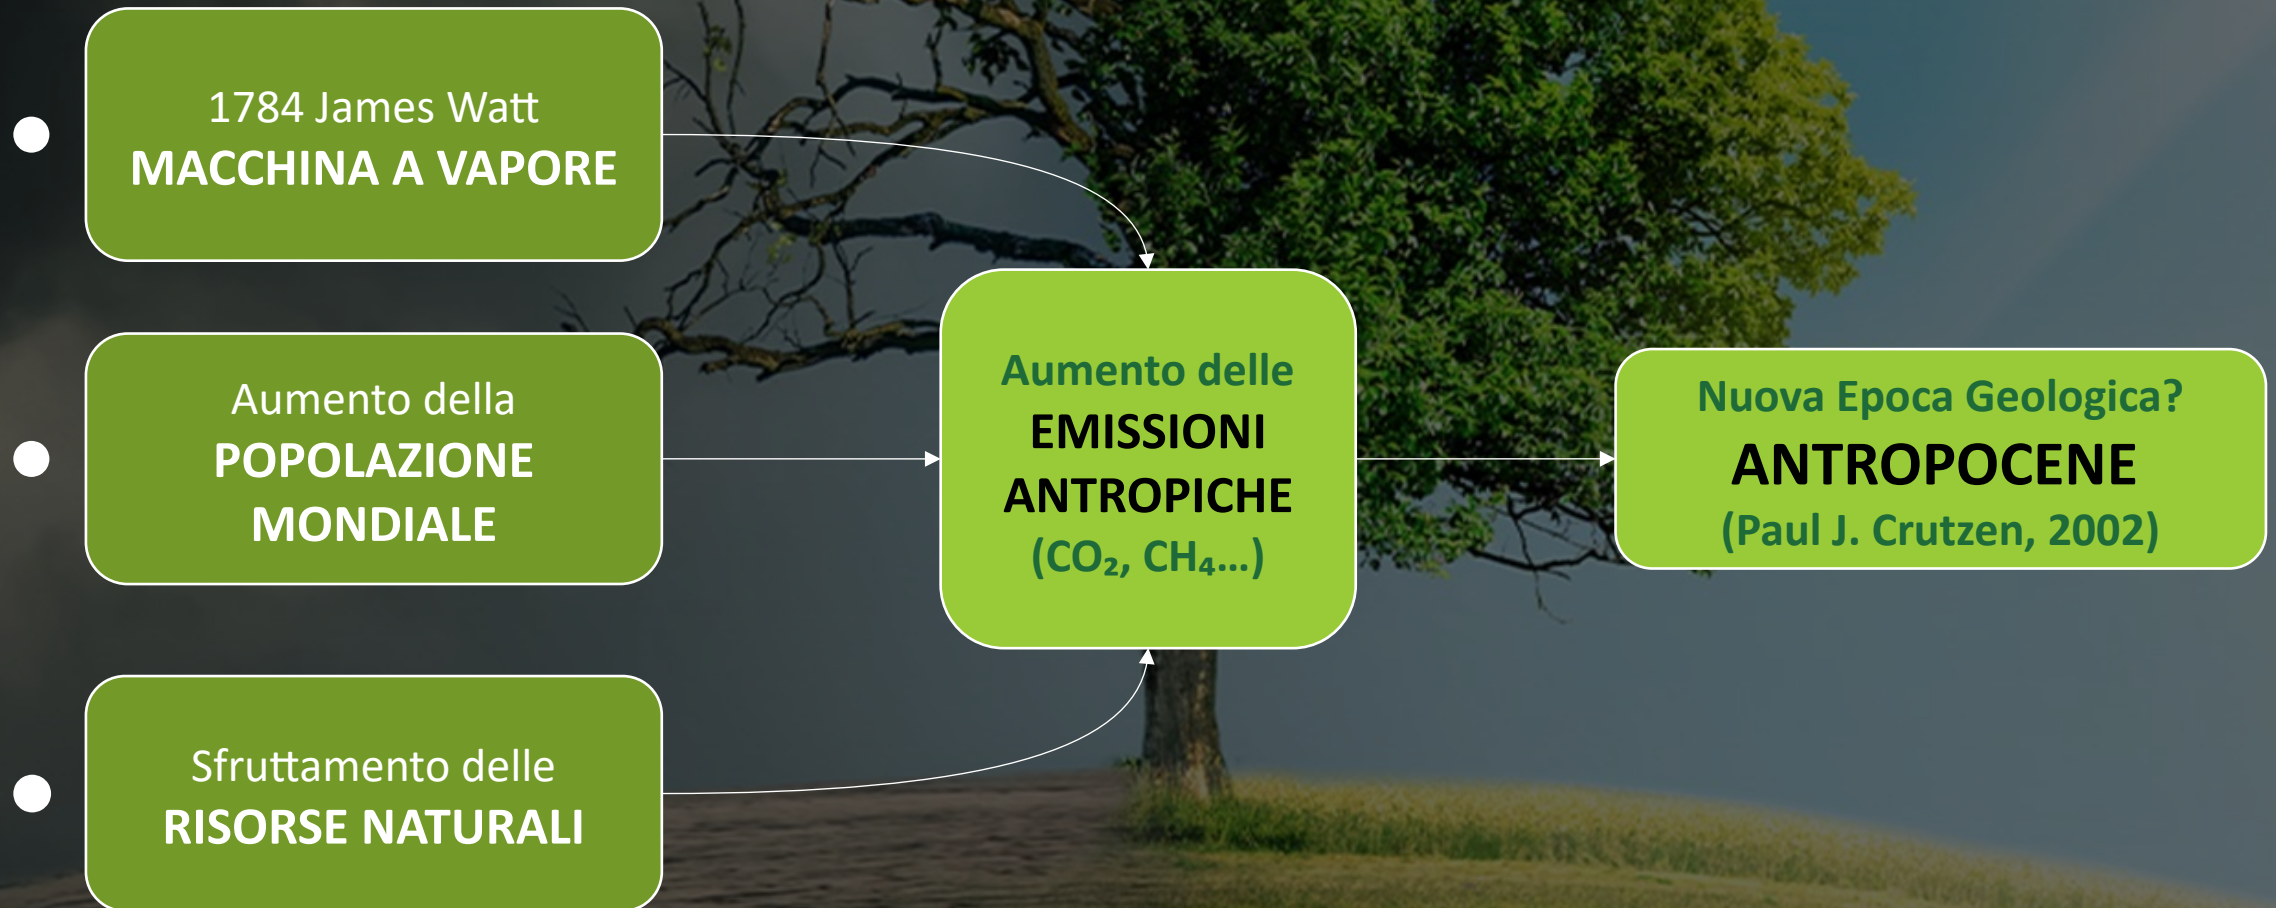 1784 James Watt
MACCHINA A VAPORE
Aumento della
POPOLAZIONE
MONDIALE
Sfruttamento delle
RISORSE NATURALI
Aumento delle
EMISSIONI
ANTROPICHE
(CO₂, CH₄...)
Nuova Epoca Geologica?
ANTROPOCENE
(Paul J. Crutzen, 2002)